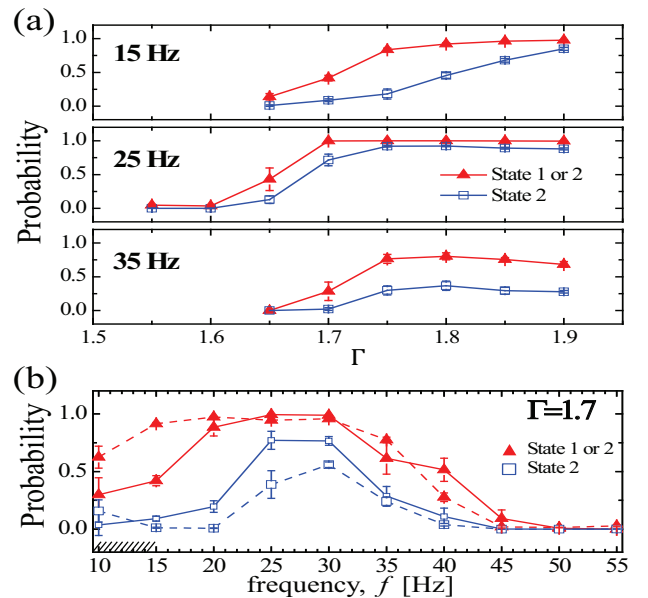 (a)
1.0
0.5
0.0
15 Hz
1.0
0.5
0.0
25 Hz
State 1 or 2
State 2
1.0
0.5
0.0
35 Hz
Probability
1.5 1.6 1.7 1.8 1.9
Γ
(b)
1.0
0.5
0.0
Γ=1.7
State 1 or 2
State 2
Probability
10 15 20 25 30 35 40 45 50 55
frequency, f [Hz]